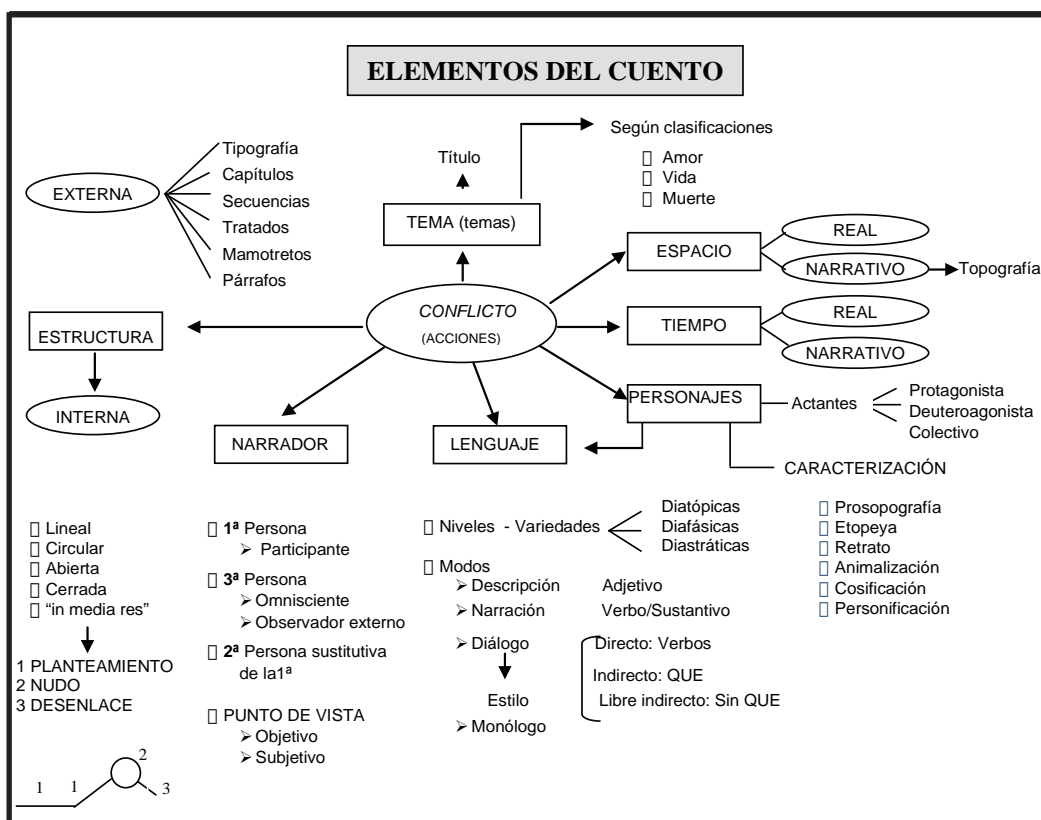 ELEMENTOS DEL CUENTO
Según clasificaciones
Amor
Vida
Muerte
Título
TEMA (temas)
EXTERNA
Tipografía
Capítulos
Secuencias
Tratados
Mamotretos
Párrafos
ESPACIO
REAL
NARRATIVO
Topografía
CONFLICTO
(ACCIONES)
TIEMPO
REAL
NARRATIVO
ESTRUCTURA
INTERNA
PERSONAJES
Actantes
Protagonista
Deuteroagonista
Colectivo
NARRADOR
LENGUAJE
CARACTERIZACIÓN
Lineal
Circular
Abierta
Cerrada
“in media res”
1 PLANTEAMIENTO
2 NUDO
3 DESENLACE
1 1 2 3
1ª Persona
Participante
3ª Persona
Omnisciente
Observador externo
2ª Persona sustitutiva
de la1ª
PUNTO DE VISTA
Objetivo
Subjetivo
Niveles - Variedades
Diatópicas
Diafásicas
Diastráticas
Modos
Descripción Adjetivo
Narración Verbo/Sustantivo
Diálogo Directo: Verbos
Indirecto: QUE
Estilo Libre indirecto: Sin QUE
Monólogo
Prosopografía
Etopeya
Retrato
Animalización
Cosificación
Personificación